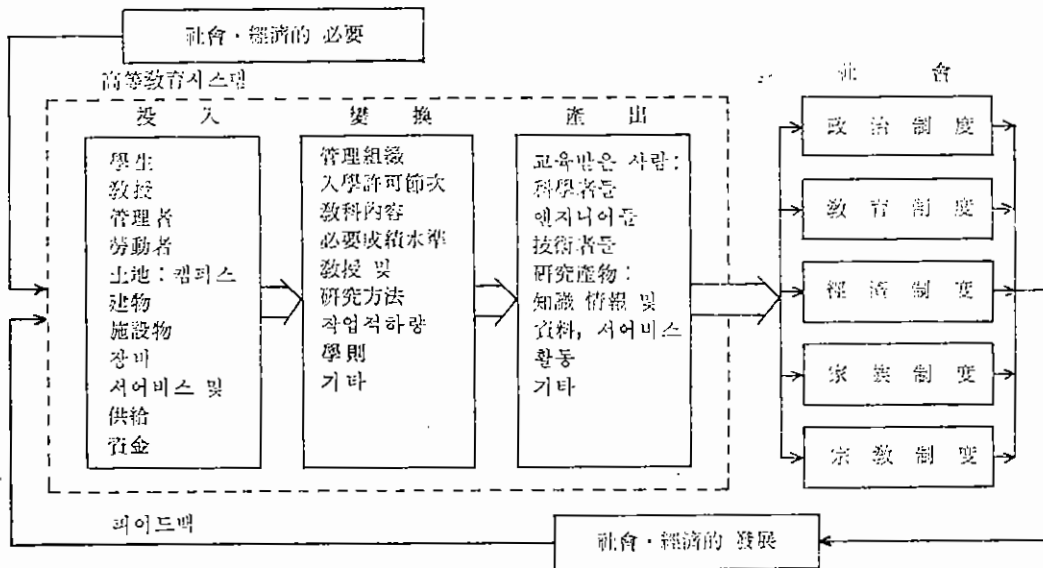 社會·經濟的 必要
高等敎育시스템
社 會
投 入
學生
敎授
管理者
勞動者
土地:캠퍼스
建物
施設物
장비
서어비스 및
供給
資金
變 換
管理組織
入學許可節次
敎科內容
必要成績水準
敎授 및
硏究方法
작업적하량
學則
기타
產 出
교육받은 사람:
科學者들
엔지니어들
技術者들
硏究產物:
知識 情報 및
資料, 서어비스
활동
기타
政 治 制 度
敎 育 制 度
經 濟 制 度
家 族 制 度
宗 敎 制 度
피이드백
社會·經濟的 發展